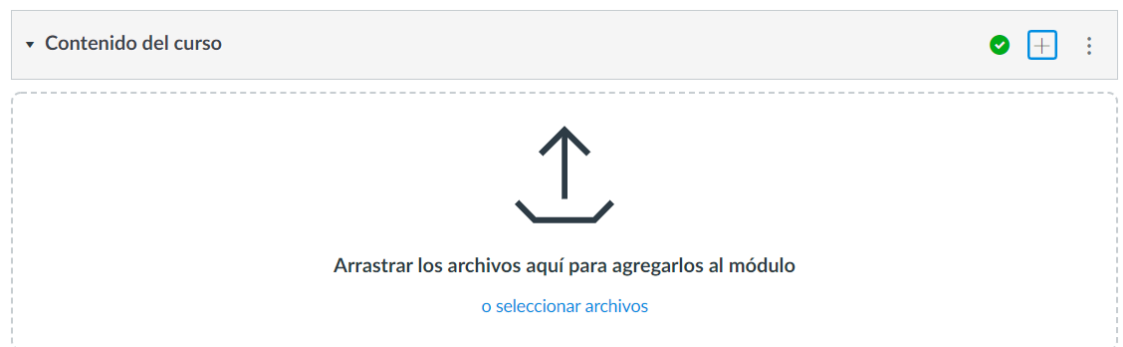 Contenido del curso
Arrastrar los archivos aquí para agregarlos al módulo
o seleccionar archivos